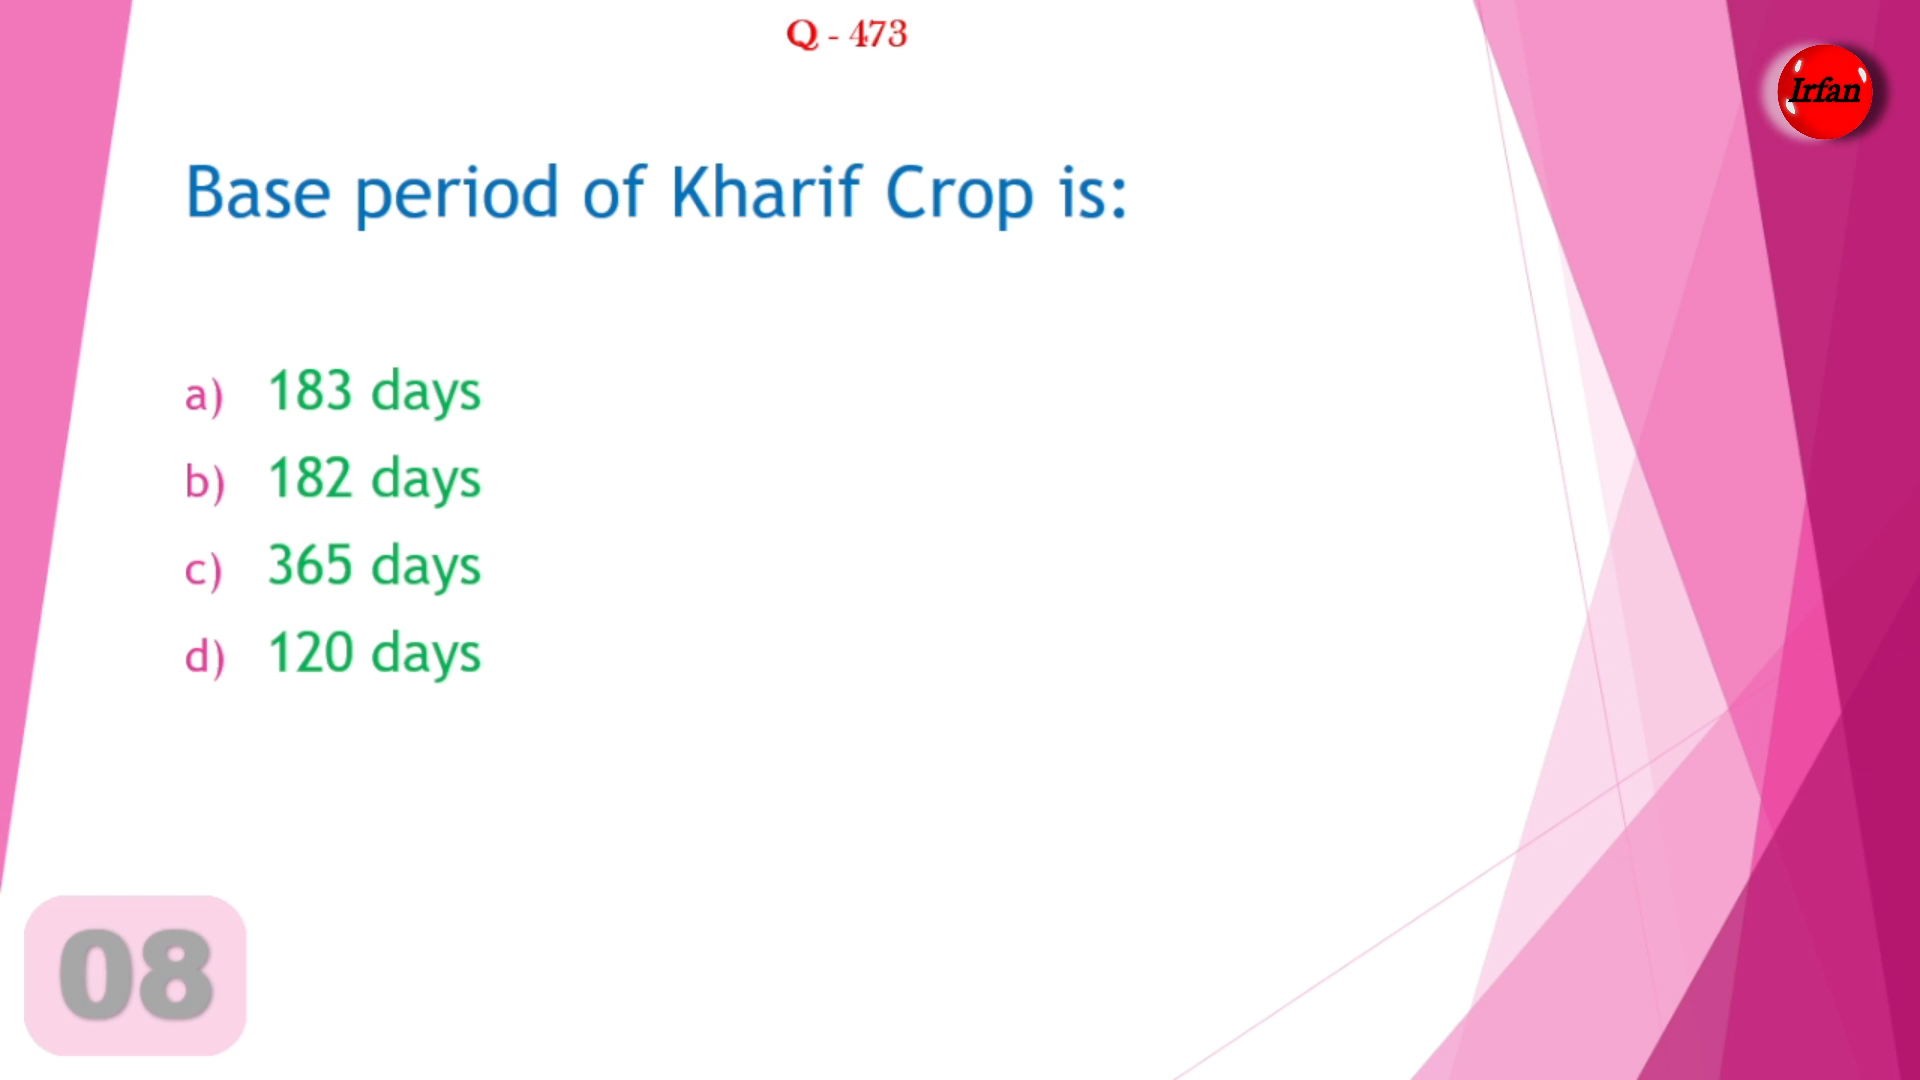 Q - 473
Irfan
Base period of Kharif Crop is:
a) 183 days
b) 182 days
c) 365 days
d) 120 days
08